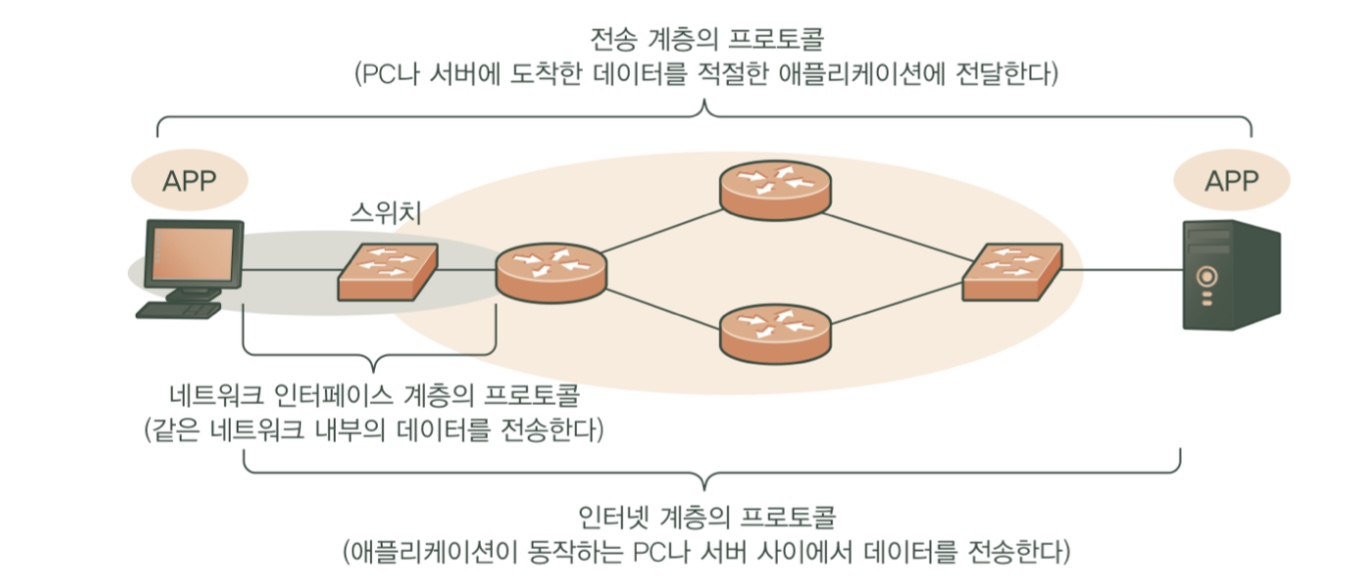 전송 계층의 프로토콜
(PC나 서버에 도착한 데이터를 적절한 애플리케이션에 전달한다)
APP
APP
스위치
네트워크 인터페이스 계층의 프로토콜
(같은 네트워크 내부의 데이터를 전송한다)
인터넷 계층의 프로토콜
(애플리케이션이 동작하는 PC나 서버 사이에서 데이터를 전송한다)